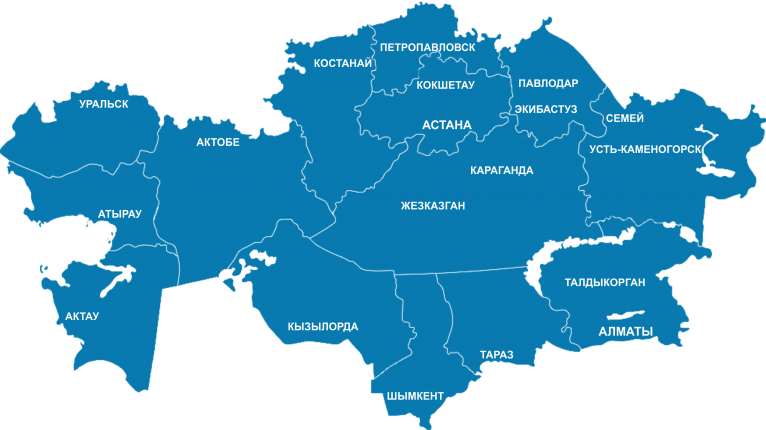 ПЕТРОПАВЛОВСК
КОСТАНАЙ
КОКШЕТАУ
ПАВЛОДАР
УРАЛЬСК
ЭКИБАСТУЗ
СЕМЕЙ
АСТАНА
АКТОБЕ
УСТЬ-КАМЕНОГОРСК
КАРАГАНДА
ЖЕЗКАЗГАН
АТЫРАУ
ТАЛДЫКОРГАН
АКТАУ
КЫЗЫЛОРДА
АЛМАТЫ
ТАРАЗ
ШЫМКЕНТ